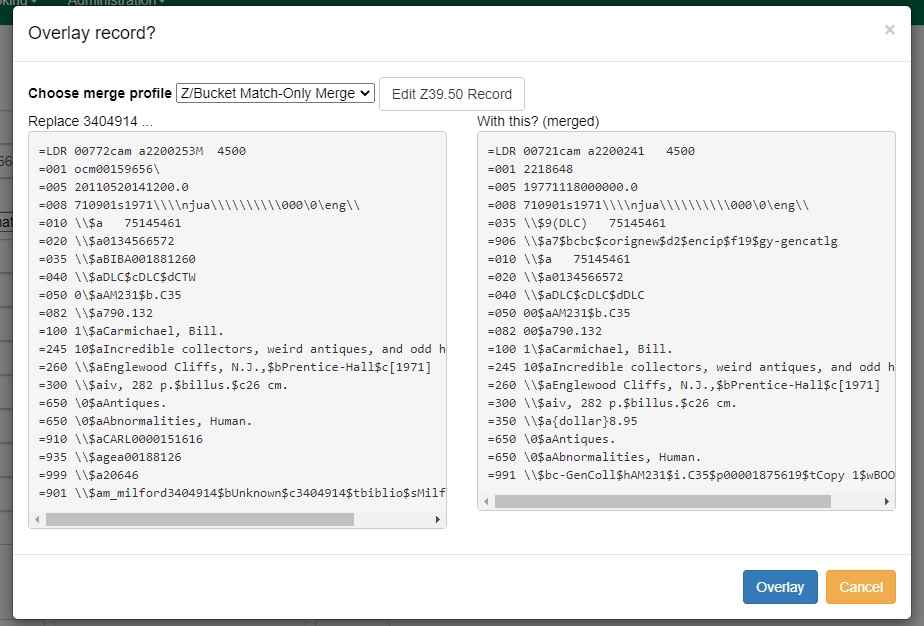 Administration
Overlay record?
×
Choose merge profile Z/Bucket Match-Only Merge Edit Z39.50 Record
Replace 3404914 ...
=LDR 00772cam a2200253M  4500
=001 ocm00159656\
=005 20110520141200.0
=008 710901s1971\\\\njua\\\\\\\\\\000\0\eng\\
=010 \\$a   75145461
=020 \\$a0134566572
=035 \\$aBIBA001881260
=040 \\$aDLC$cDLC$dCTW
=050 0\$aAM231$b.C35
=082 \\$a790.132
=100 1\$aCarmichael, Bill.
=245 10$aIncredible collectors, weird antiques, and odd h
=260 \\$aEnglewood Cliffs, N.J.,$bPrentice-Hall$c[1971]
=300 \\$aiv, 282 p.$billus.$c26 cm.
=650 \0$aAntiques.
=650 \0$aAbnormalities, Human.
=910 \\$aCARL0000151616
=935 \\$agea00188126
=999 \\$a20646
=901 \\$am_milford3404914$bUnknown$c3404914$tbiblio$sMilf
With this? (merged)
=LDR 00721cam a2200241   4500
=001 2218648
=005 19771118000000.0
=008 710901s1971\\\\njua\\\\\\\\\\000\0\eng\\
=035 \\$9(DLC)   75145461
=906 \\$a7$bcbc$corignew$d2$encip$f19$gy-gencatlg
=010 \\$a   75145461
=020 \\$a0134566572
=040 \\$aDLC$cDLC$dDLC
=050 00$aAM231$b.C35
=082 00$a790.132
=100 1\$aCarmichael, Bill.
=245 10$aIncredible collectors, weird antiques, and odd h
=260 \\$aEnglewood Cliffs, N.J.,$bPrentice-Hall$c[1971]
=300 \\$aiv, 282 p.$billus.$c26 cm.
=350 \\$a{dollar}8.95
=650 \0$aAntiques.
=650 \0$aAbnormalities, Human.
=991 \\$bc-GenColl$hAM231$i.C35$p00001875619$tCopy 1$wBOO
Overlay Cancel